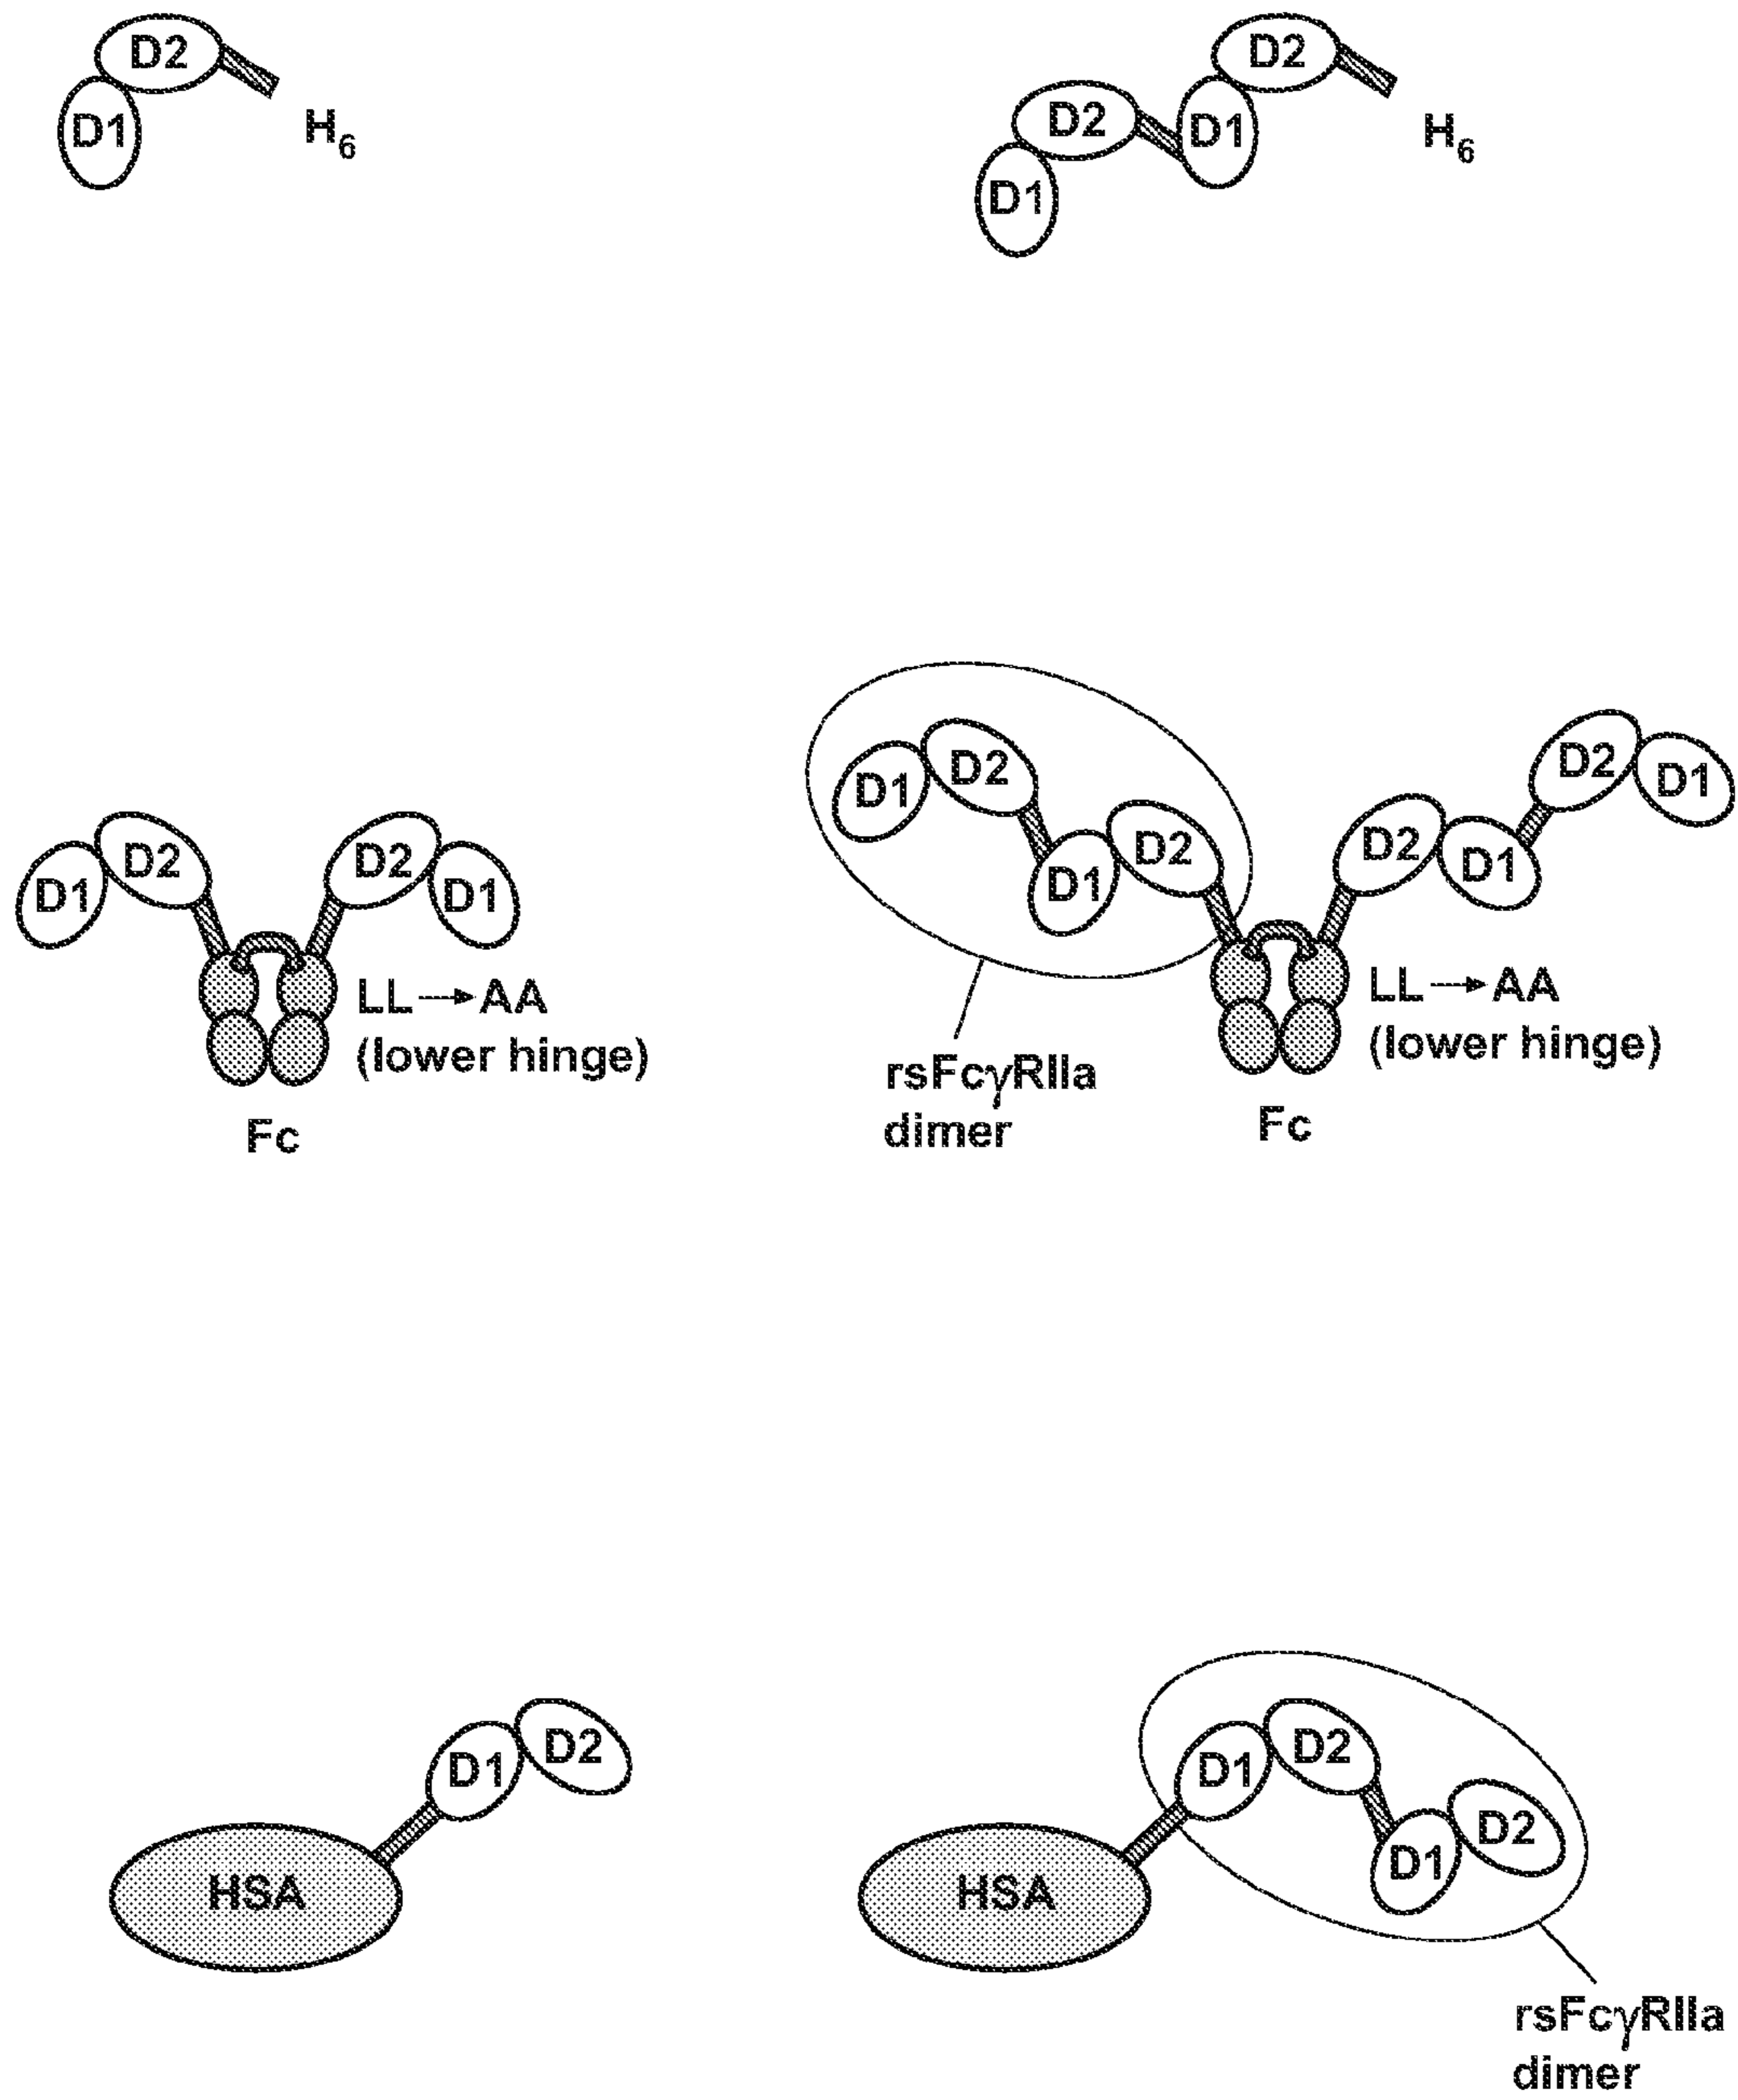 D2
D1
H6
D2
D2
D1
D1
H6
D1
D2
D2
D1
LL→AA
(lower hinge)
Fc
D1
D2
D1
D2
D2
D1
D2
D1
LL→AA
(lower hinge)
rsFcγRIIa
dimer
Fc
HSA
D1
D2
HSA
D1
D2
D1
D2
rsFcγRIIa
dimer